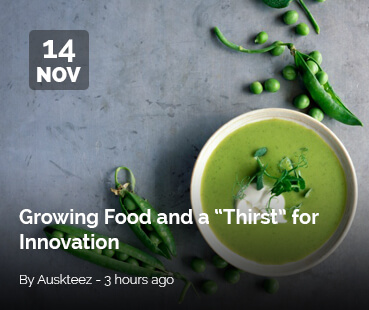 14
NOV
Growing Food and a “Thirst“ for
Innovation
By Auskteez - 3 hours ago